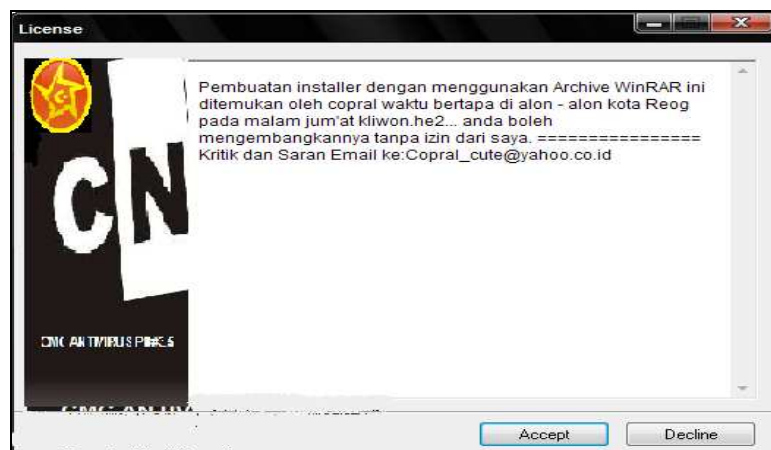 License
Pembuatan installer dengan menggunakan Archive WinRAR ini
ditemukan oleh copral waktu bertapa di alon - alon kota Reog
pada malam jum'at kliwon.he2... anda boleh
mengembangkannya tanpa izin dari saya. ================
Kritik dan Saran Email ke:Copral_cute@yahoo.co.id
CN
CMC ANTIVIRUS
Accept
Decline